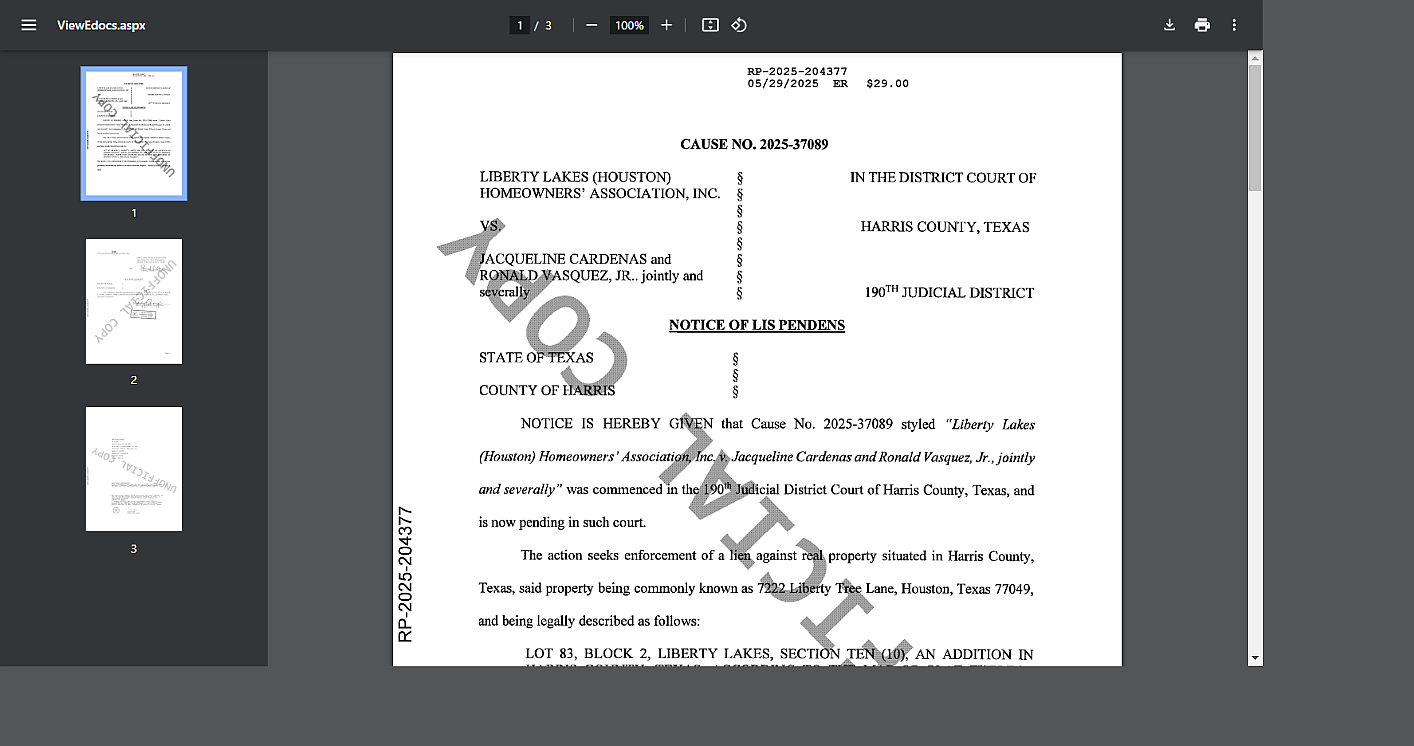 ViewEdocs.aspx
1 / 3
100%
1
2
3
RP-2025-204377
05/29/2025 ER $29.00
CAUSE NO. 2025-37089
LIBERTY LAKES (HOUSTON) § IN THE DISTRICT COURT OF
HOMEOWNERS' ASSOCIATION, INC. §
§
VS. § HARRIS COUNTY, TEXAS
§
JACQUELINE CARDENAS and §
RONALD VASQUEZ, JR.. jointly and §
severally § 190TH JUDICIAL DISTRICT
NOTICE OF LIS PENDENS
STATE OF TEXAS §
§
COUNTY OF HARRIS §
NOTICE IS HEREBY GIVEN that Cause No. 2025-37089 styled "Liberty Lakes
(Houston) Homeowners' Association, Inc. v. Jacqueline Cardenas and Ronald Vasquez, Jr., jointly
and severally" was commenced in the 190th Judicial District Court of Harris County, Texas, and
is now pending in such court.
The action seeks enforcement of a lien against real property situated in Harris County,
Texas, said property being commonly known as 7222 Liberty Tree Lane, Houston, Texas 77049,
and being legally described as follows:
LOT 83, BLOCK 2, LIBERTY LAKES, SECTION TEN (10), AN ADDITION IN
RP-2025-204377
COPY